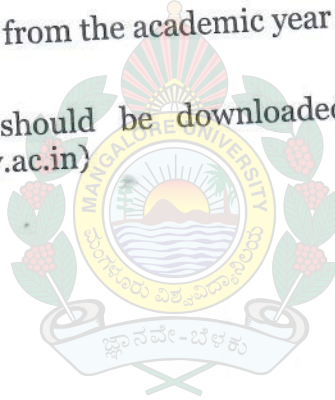 from the academic year
should be downloaded
.ac.in)
MANGALORE UNIVERSITY
ಮಂಗಳೂರು ವಿಶ್ವವಿದ್ಯಾನಿಲಯ
ಜ್ಞಾನವೇ-ಬೆಳಕು